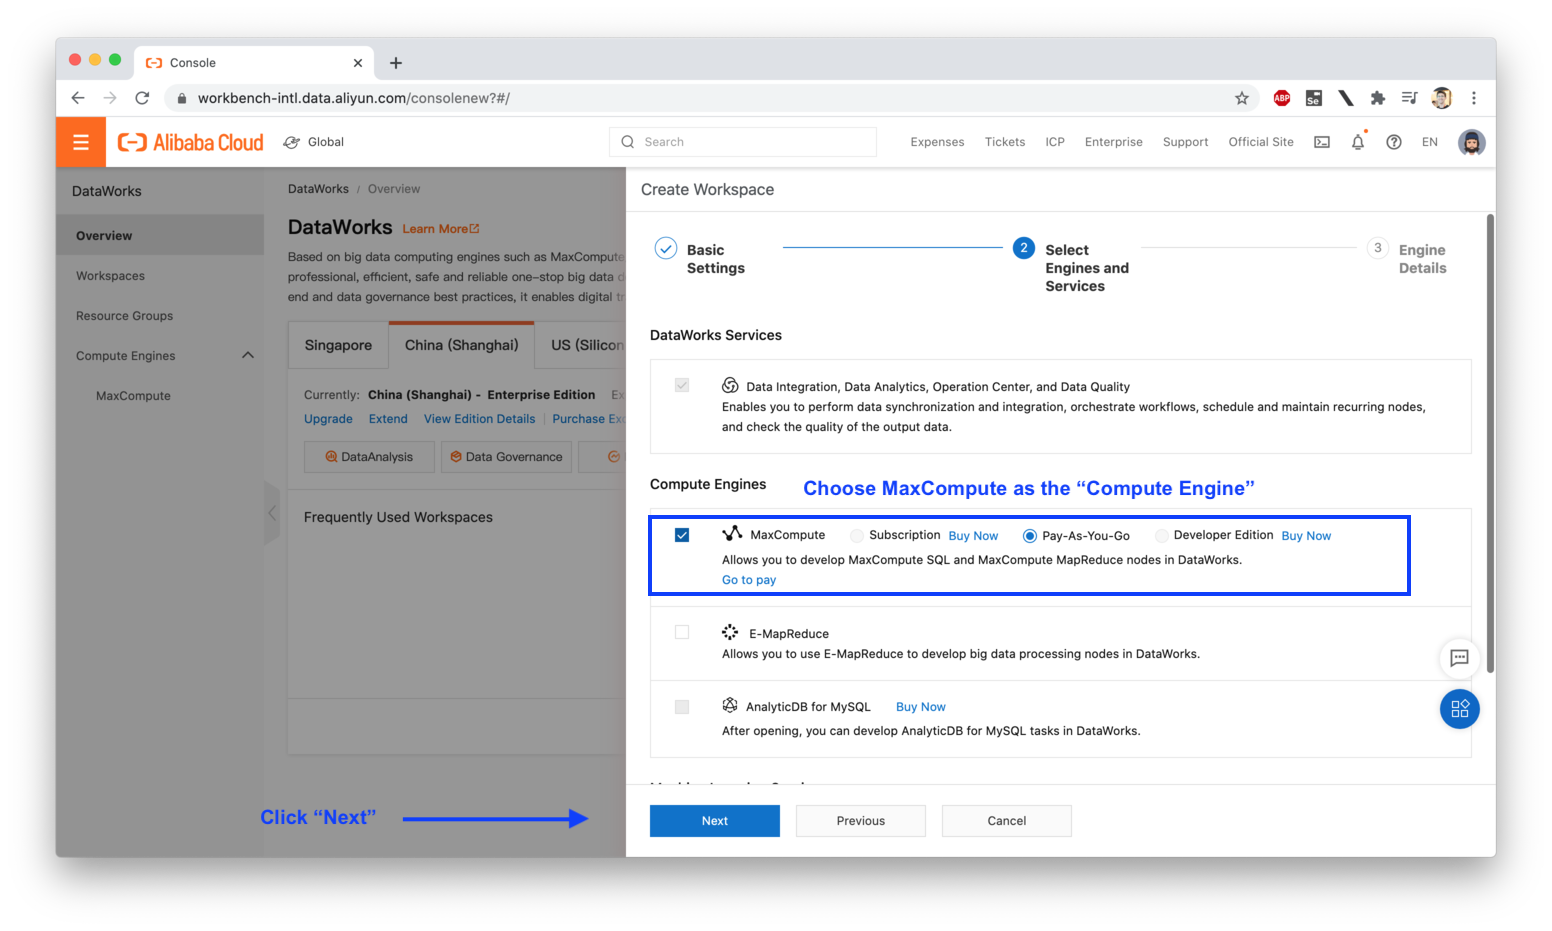 Console
workbench-intl.data.aliyun.com/consolenew?#/
ABP
Se
Alibaba Cloud
Global
Search
Expenses
Tickets
ICP
Enterprise
Support
Official Site
EN
DataWorks
Overview
Workspaces
Resource Groups
Compute Engines
MaxCompute
DataWorks / Overview
DataWorks Learn More
Based on big data computing engines such as MaxCompute
professional, efficient, safe and reliable one-stop big data d
end and data governance best practices, it enables digital tr
Singapore
China (Shanghai)
US (Silicon
Currently: China (Shanghai) - Enterprise Edition Ex
Upgrade Extend View Edition Details Purchase Exc
DataAnalysis
Data Governance
Frequently Used Workspaces
Click “Next”
Create Workspace
Basic
Settings
2
Select
Engines and
Services
3
Engine
Details
DataWorks Services
Data Integration, Data Analytics, Operation Center, and Data Quality
Enables you to perform data synchronization and integration, orchestrate workflows, schedule and maintain recurring nodes,
and check the quality of the output data.
Compute Engines
Choose MaxCompute as the “Compute Engine”
MaxCompute Subscription Buy Now Pay-As-You-Go Developer Edition Buy Now
Allows you to develop MaxCompute SQL and MaxCompute MapReduce nodes in DataWorks.
Go to pay
E-MapReduce
Allows you to use E-MapReduce to develop big data processing nodes in DataWorks.
AnalyticDB for MySQL Buy Now
After opening, you can develop AnalyticDB for MySQL tasks in DataWorks.
Next
Previous
Cancel